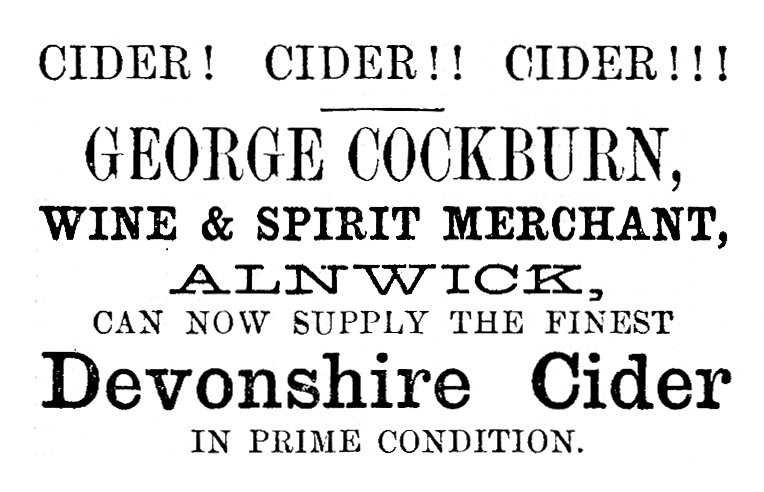 CIDER! CIDER!! CIDER!!!
GEORGE COCKBURN,
WINE & SPIRIT MERCHANT,
ALNWICK,
CAN NOW SUPPLY THE FINEST
Devonshire Cider
IN PRIME CONDITION.